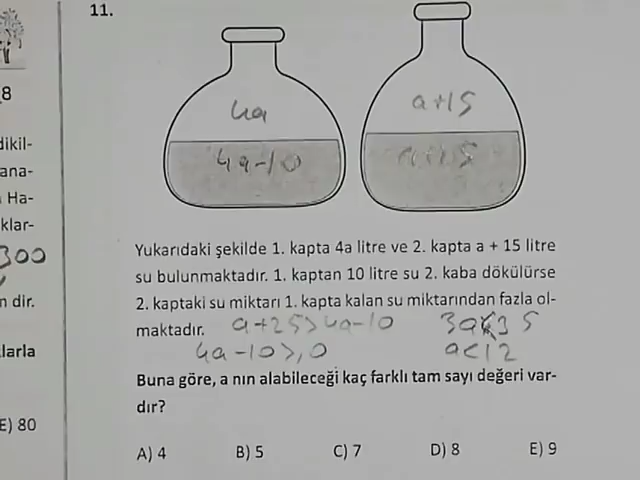 11.
8
4a
a+15
4a-10
dikil-
ana-
Ha-
klar-
300
n dir.
larla
E) 80
Yukarıdaki şekilde 1. kapta 4a litre ve 2. kapta a + 15 litre
su bulunmaktadır. 1. kaptan 10 litre su 2. kaba dökülürse
2. kaptaki su miktarı 1. kapta kalan su miktarından fazla ol-
maktadır. a+25>4a-10 3a<35
4a-10>,0 a<12
Buna göre, a nın alabileceği kaç farklı tam sayı değeri var-
dır?
A) 4 B) 5 C) 7 D) 8 E) 9